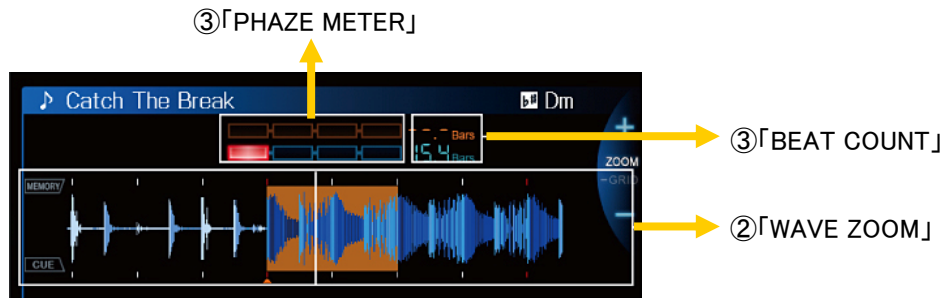 ③「PHAZE METER」
♪ Catch The Break
b# Dm
--.- Bars
15.4 Bars
③「BEAT COUNT」
+
ZOOM
-GRID
MEMORY
−
②「WAVE ZOOM」
CUE